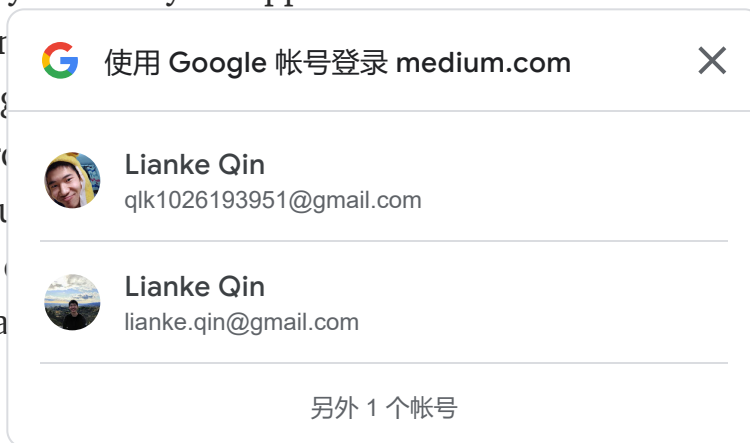 使用 Google 帐号登录 medium.com
Lianke Qin
qlk1026193951@gmail.com
Lianke Qin
lianke.qin@gmail.com
另外 1 个帐号